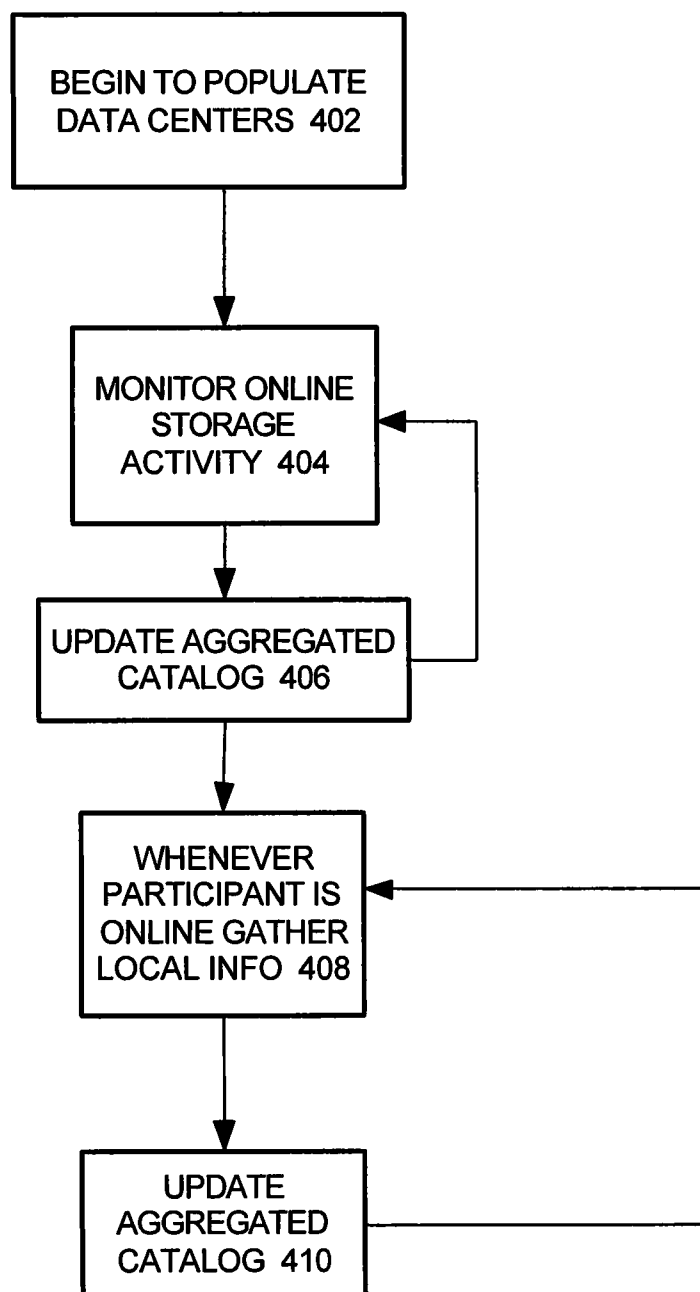 BEGIN TO POPULATE
DATA CENTERS 402
MONITOR ONLINE
STORAGE
ACTIVITY 404
UPDATE AGGREGATED
CATALOG 406
WHENEVER
PARTICIPANT IS
ONLINE GATHER
LOCAL INFO 408
UPDATE
AGGREGATED
CATALOG 410